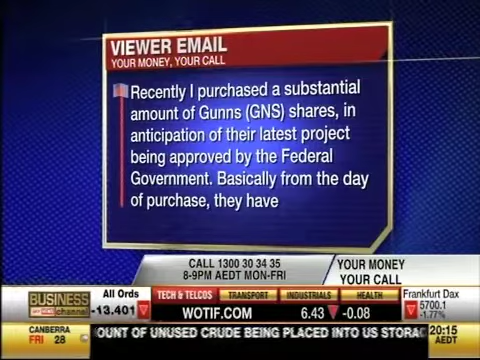 VIEWER EMAIL
YOUR MONEY, YOUR CALL
Recently I purchased a substantial
amount of Gunns (GNS) shares, in
anticipation of their latest project
being approved by the Federal
Government. Basically from the day
of purchase, they have
CALL 1300 30 34 35
8-9PM AEDT MON-FRI
YOUR MONEY
YOUR CALL
BUSINESS
channel
All Ords
-13.401
TECH & TELCOS
TRANSPORT
INDUSTRIALS
HEALTH
WOTIF.COM 6.43 -0.08
Frankfurt Dax
5700.1
-1.77%
CANBERRA
FRI 28
OUNT OF UNUSED CRUDE BEING PLACED INTO US STORA
20:15
AEDT